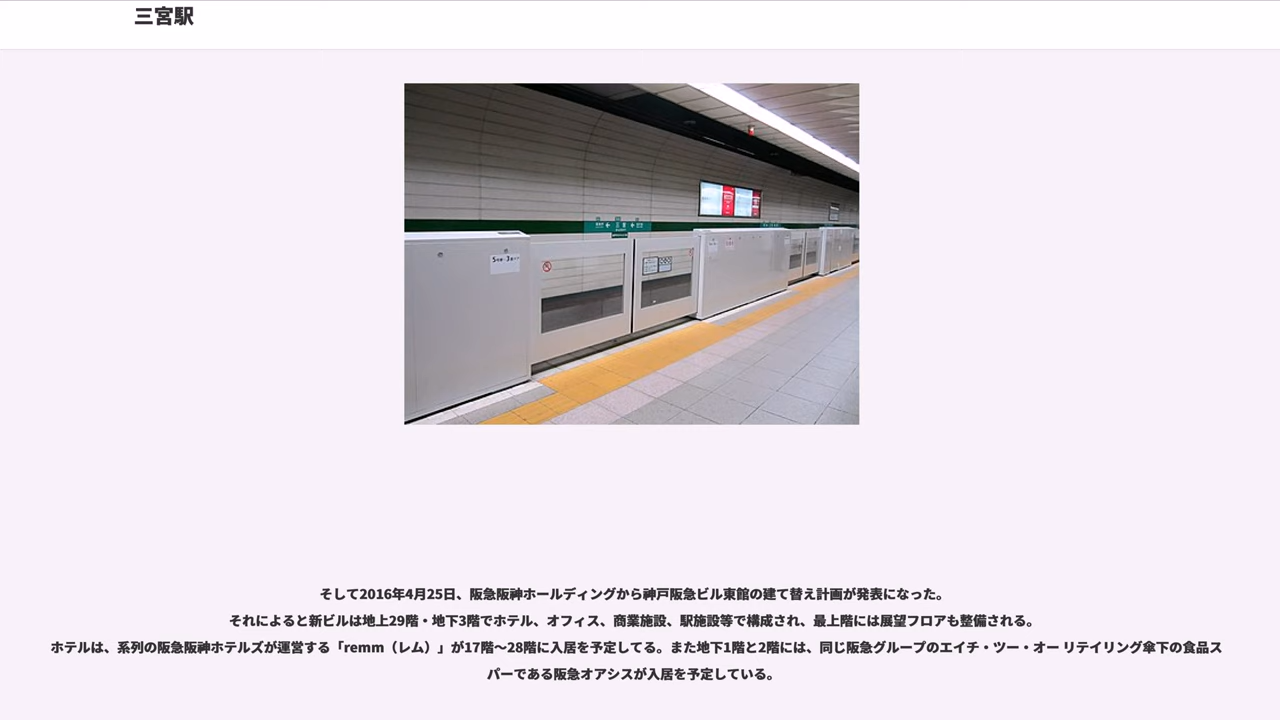 三宮駅
そして2016年4月25日、阪急阪神ホールディングから神戸阪急ビル東館の建て替え計画が発表になった。
それによると新ビルは地上29階・地下3階でホテル、オフィス、商業施設、駅施設等で構成され、最上階には展望フロアも整備される。
ホテルは、系列の阪急阪神ホテルズが運営する「remm（レム）」が17階〜28階に入居を予定してる。また地下1階と2階には、同じ阪急グループのエイチ・ツー・オー リテイリング傘下の食品ス
パーである阪急オアシスが入居を予定している。